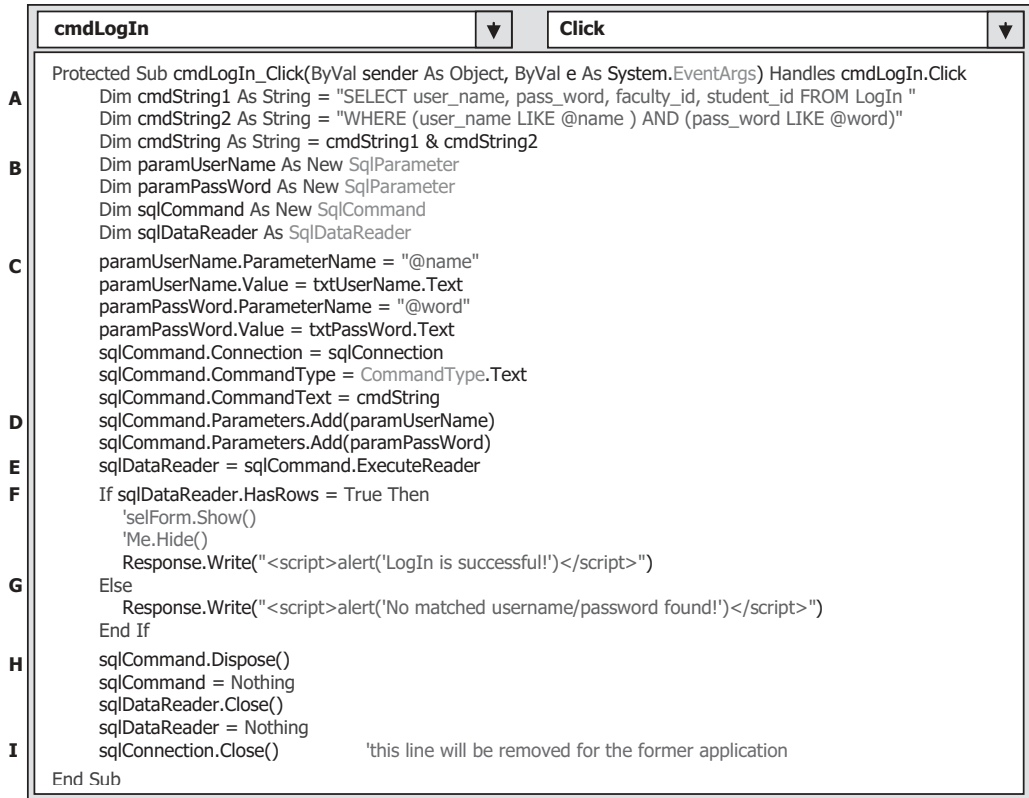 cmdLogIn Click
Protected Sub cmdLogIn_Click(ByVal sender As Object, ByVal e As System.EventArgs) Handles cmdLogIn.Click
A Dim cmdString1 As String = "SELECT user_name, pass_word, faculty_id, student_id FROM LogIn "
Dim cmdString2 As String = "WHERE (user_name LIKE @name ) AND (pass_word LIKE @word)"
Dim cmdString As String = cmdString1 & cmdString2
B Dim paramUserName As New SqlParameter
Dim paramPassWord As New SqlParameter
Dim sqlCommand As New SqlCommand
Dim sqlDataReader As SqlDataReader
C paramUserName.ParameterName = "@name"
paramUserName.Value = txtUserName.Text
paramPassWord.ParameterName = "@word"
paramPassWord.Value = txtPassWord.Text
sqlCommand.Connection = sqlConnection
sqlCommand.CommandType = CommandType.Text
sqlCommand.CommandText = cmdString
D sqlCommand.Parameters.Add(paramUserName)
sqlCommand.Parameters.Add(paramPassWord)
E sqlDataReader = sqlCommand.ExecuteReader
F If sqlDataReader.HasRows = True Then
'selForm.Show()
'Me.Hide()
Response.Write("<script>alert('LogIn is successful!')</script>")
G Else
Response.Write("<script>alert('No matched username/password found!')</script>")
End If
H sqlCommand.Dispose()
sqlCommand = Nothing
sqlDataReader.Close()
sqlDataReader = Nothing
I sqlConnection.Close() 'this line will be removed for the former application
End Sub